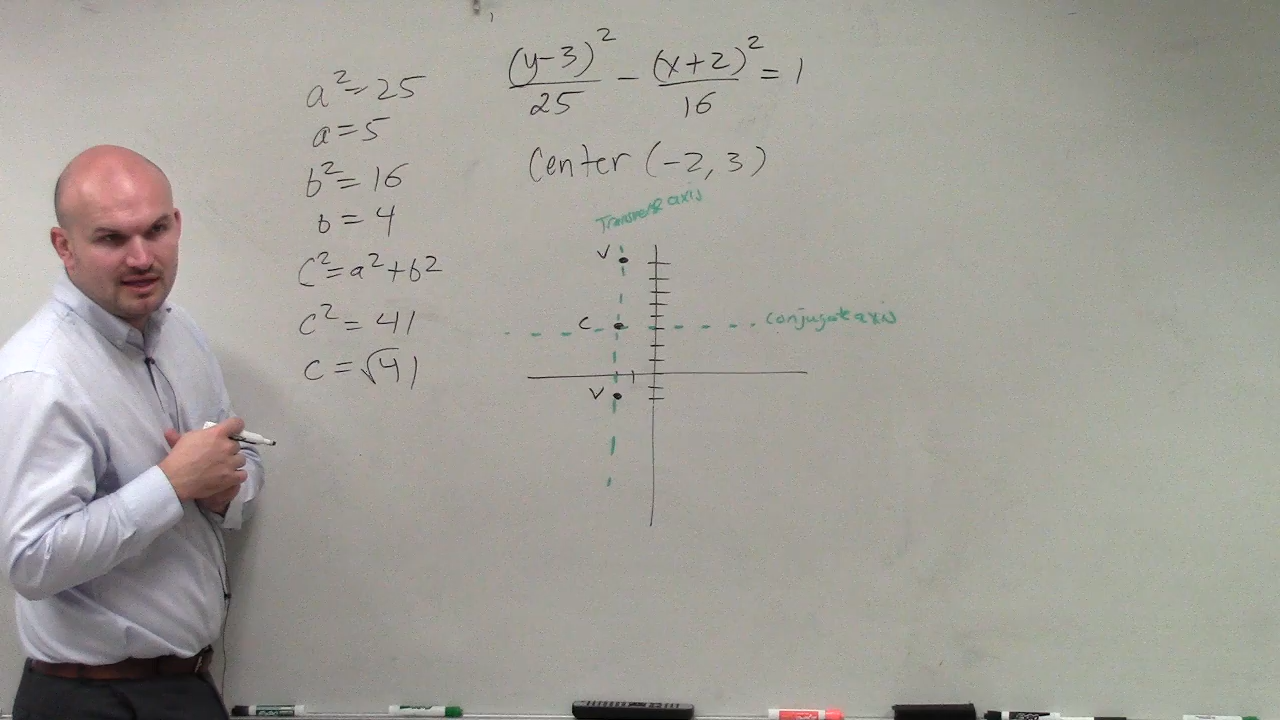 a²=25
a=5
b²=16
b=4
c²=a²+b²
c²=41
c=√41
(y-3)²/25 - (x+2)²/16 = 1
Center (-2,3)
Transverse axis
V
C
Conjugate axis
V